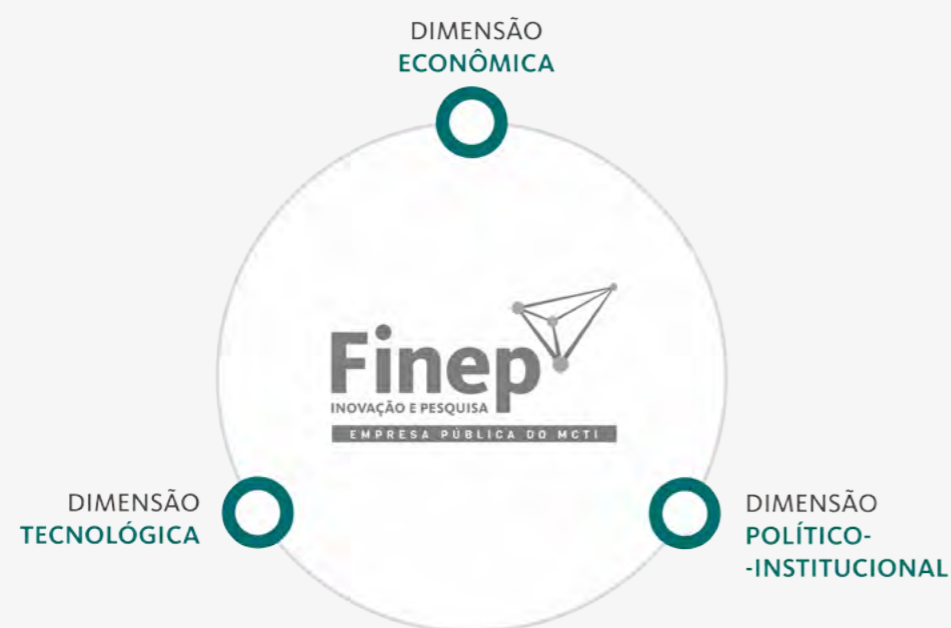 DIMENSÃO
ECONÔMICA
Finep
INOVAÇÃO E PESQUISA
EMPRESA PÚBLICA DO MCTI
DIMENSÃO
TECNOLÓGICA
DIMENSÃO
POLÍTICO-
-INSTITUCIONAL